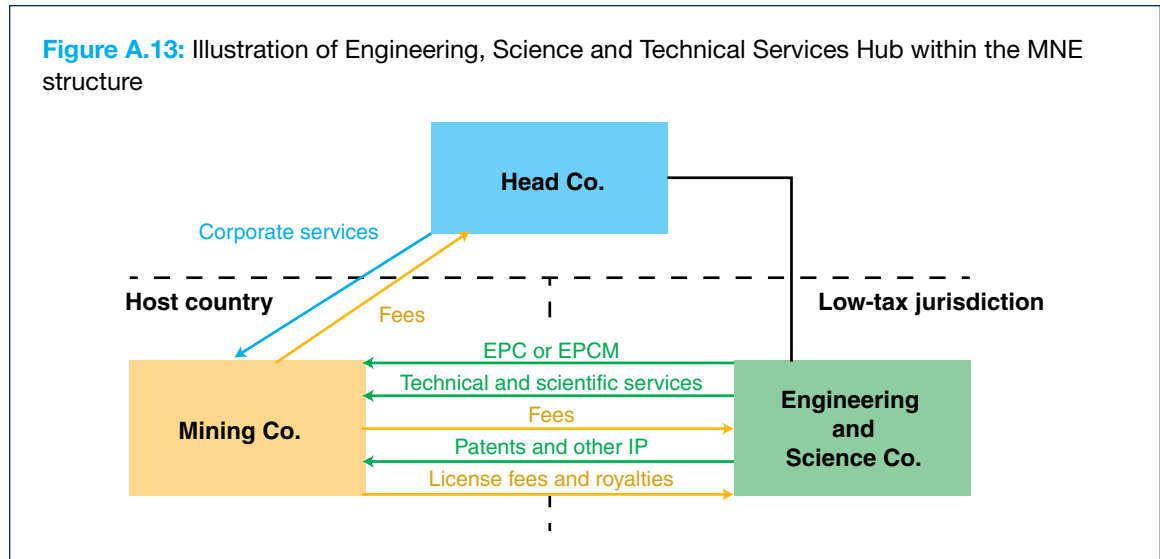 Figure A.13: Illustration of Engineering, Science and Technical Services Hub within the MNE
structure
Head Co.
Corporate services
Host country
Low-tax jurisdiction
Fees
EPC or EPCM
Technical and scientific services
Fees
Patents and other IP
License fees and royalties
Mining Co.
Engineering
and
Science Co.